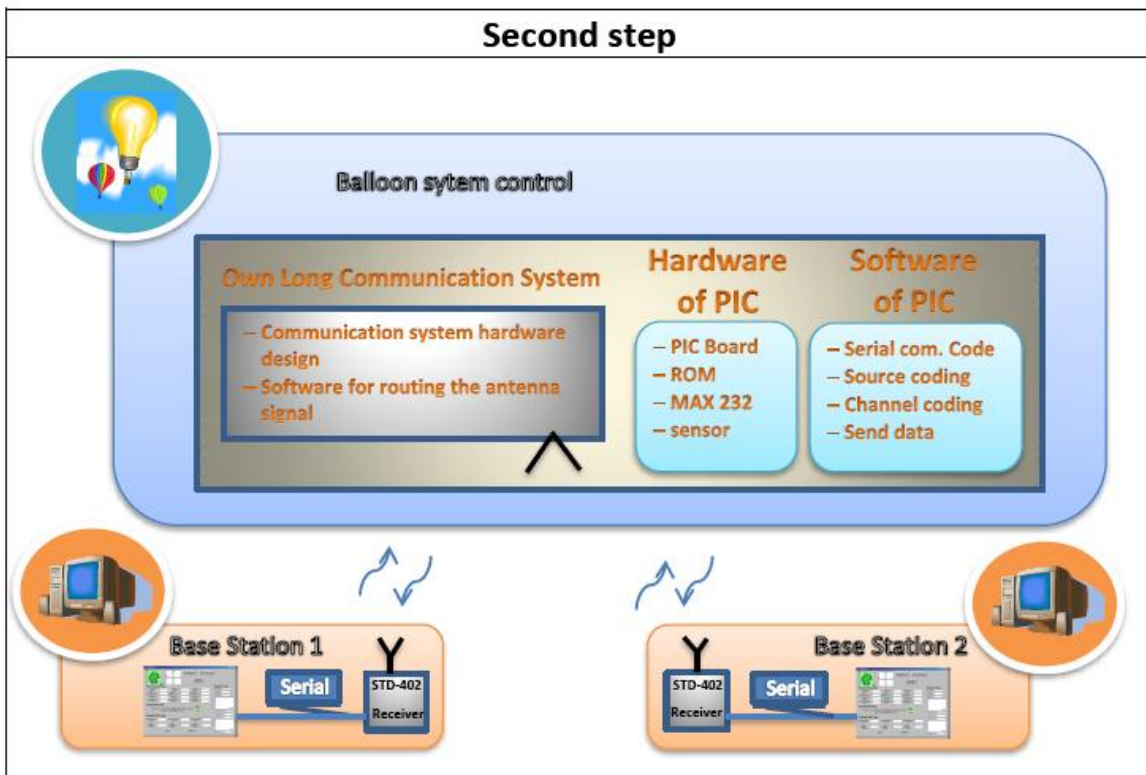 Second step
Balloon sytem control
Own Long Communication System
– Communication system hardware
design
– Software for routing the antenna
signal
Hardware
of PIC
– PIC Board
– ROM
– MAX 232
– sensor
Software
of PIC
– Serial com. Code
– Source coding
– Channel coding
– Send data
Base Station 1
Serial
STD-402
Receiver
Base Station 2
STD-402
Receiver
Serial